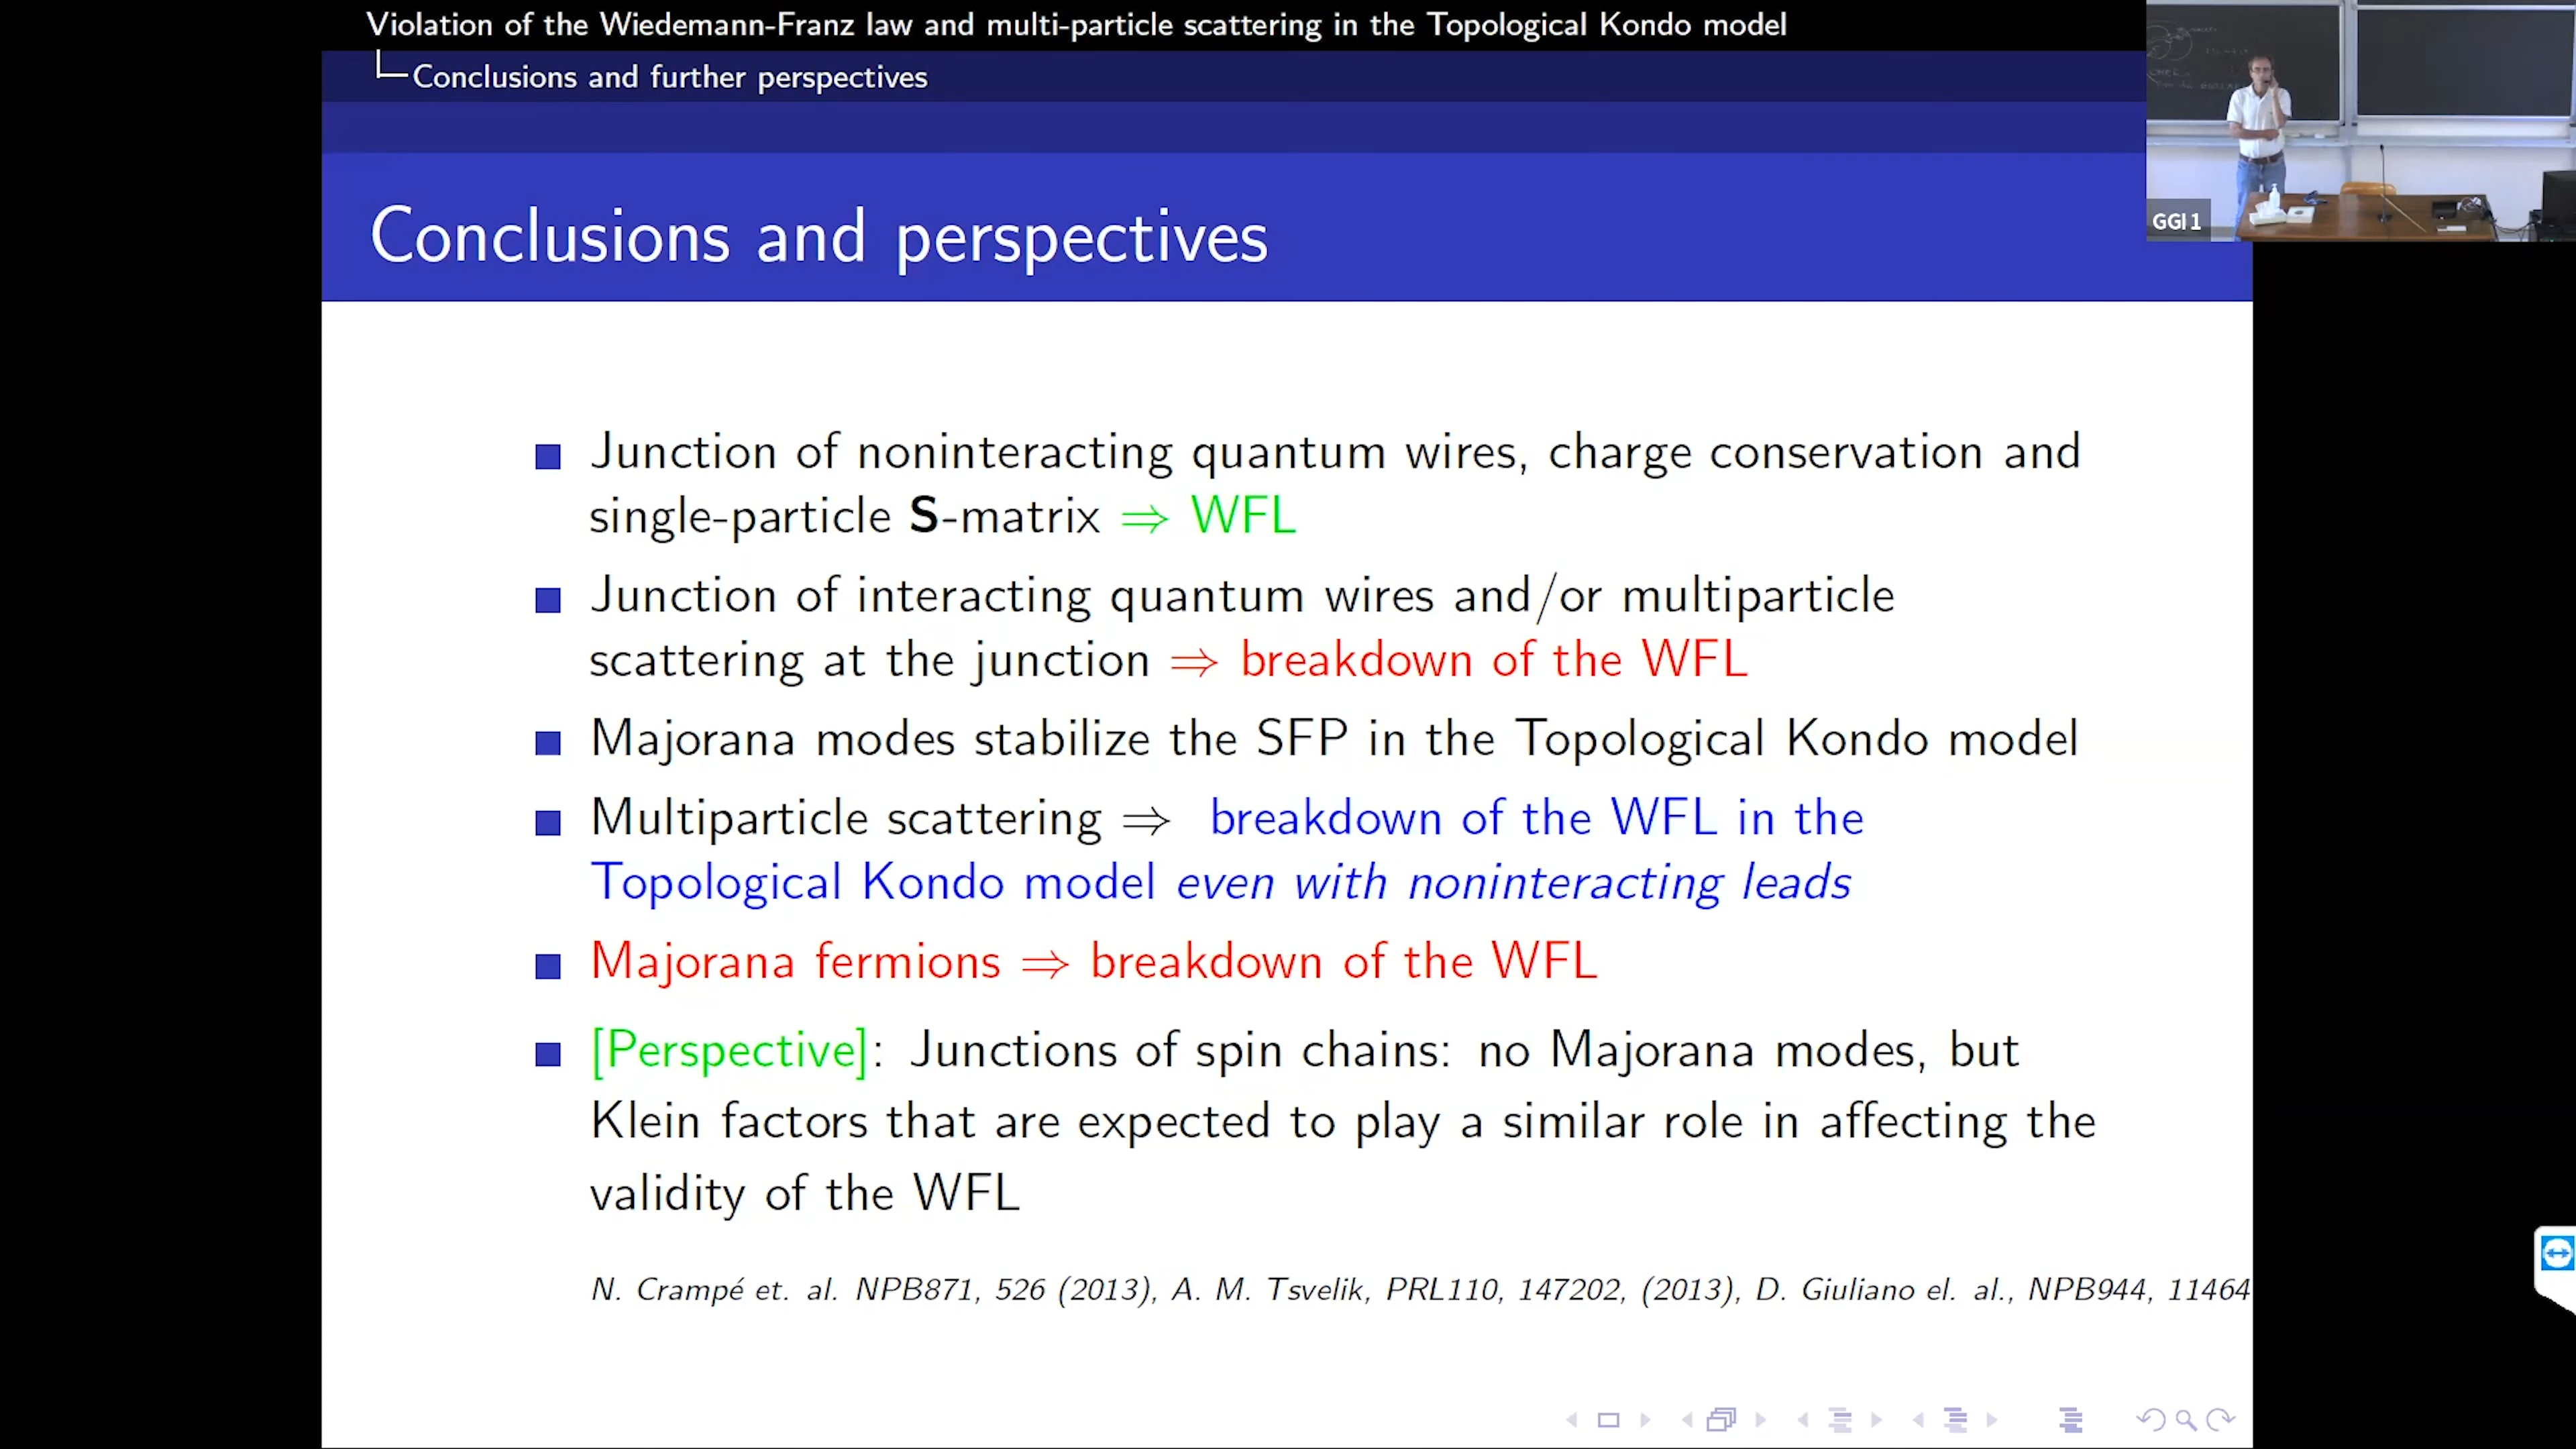 Violation of the Wiedemann-Franz law and multi-particle scattering in the Topological Kondo model
Conclusions and further perspectives
Conclusions and perspectives
GGI 1
Junction of noninteracting quantum wires, charge conservation and
single-particle S-matrix ⇒ WFL
Junction of interacting quantum wires and/or multiparticle
scattering at the junction ⇒ breakdown of the WFL
Majorana modes stabilize the SFP in the Topological Kondo model
Multiparticle scattering ⇒ breakdown of the WFL in the
Topological Kondo model even with noninteracting leads
Majorana fermions ⇒ breakdown of the WFL
[Perspective]: Junctions of spin chains: no Majorana modes, but
Klein factors that are expected to play a similar role in affecting the
validity of the WFL
N. Crampé et. al. NPB871, 526 (2013), A. M. Tsvelik, PRL110, 147202, (2013), D. Giuliano el. al., NPB944, 11464